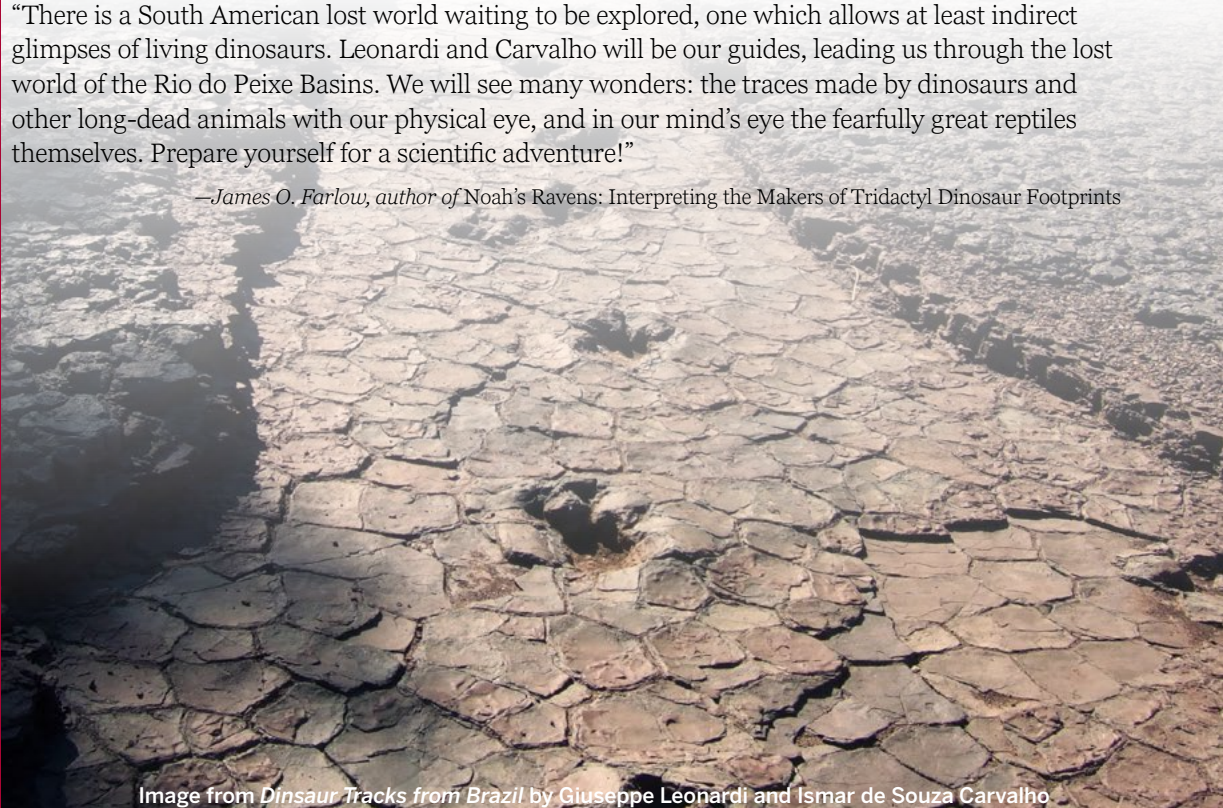 “There is a South American lost world waiting to be explored, one which allows at least indirect
glimpses of living dinosaurs. Leonardi and Carvalho will be our guides, leading us through the lost
world of the Rio do Peixe Basins. We will see many wonders: the traces made by dinosaurs and
other long-dead animals with our physical eye, and in our mind’s eye the fearfully great reptiles
themselves. Prepare yourself for a scientific adventure!”
—James O. Farlow, author of Noah’s Ravens: Interpreting the Makers of Tridactyl Dinosaur Footprints
Image from Dinsaur Tracks from Brazil by Giuseppe Leonardi and Ismar de Souza Carvalho